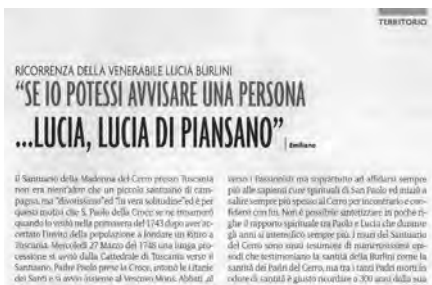 TERRITORIO
RICORRENZA DELLA VENERABILE LUCIA BURLINI
“SE IO POTESSI AVVISARE UNA PERSONA
...LUCIA, LUCIA DI PIANSANO”
Emiliano
Il Santuario della Madonna del Cerro presso Tuscania
non era nient'altro che un piccolo santuario di cam-
pagna, ma "divotissimo" ed "in vera solitudine" ed è per
questi motivi che S. Paolo della Croce se ne innamorò
quando lo visitò nella primavera del 1743 dopo aver ac-
certato l'invito della popolazione a fondare un Ritiro a
Tuscania. Mercoledì 27 Marzo del 1748 una lunga pro-
cessione si avviò dalla Cattedrale di Tuscania verso il
Santuario. Padre Paolo prese la Croce, intonò le Litanie
dei Santi e si avviò insieme al Vescovo Mons. Abbati, al
verso i Passionisti ma soprattutto ad affidarsi sempre
più alle sapienti cure spirituali di San Paolo ed iniziò a
salire sempre più spesso al Cerro per incontrarlo e con-
fidarsi con lui. Non è possibile sintetizzare in poche ri-
ghe il rapporto spirituale tra Paolo e Lucia che durante
gli anni si intensificò sempre più. I muri del Santuario
del Cerro sono muti testimoni di numerosissimi epi-
sodi che testimoniano la santità della Burlini come la
santità dei Padri del Cerro, ma tra i tanti Padri morti in
odore di santità è giusto ricordare a 300 anni dalla sua